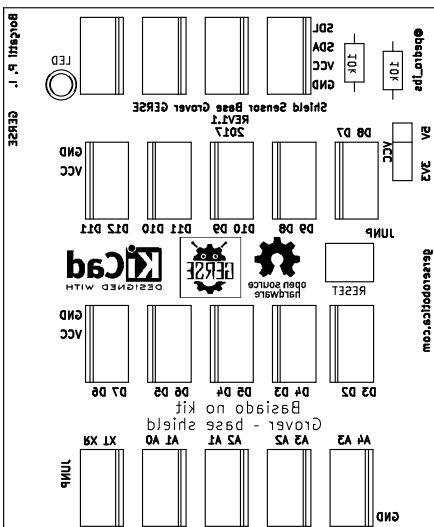 @pedro_ibs
Borgatti P. I.
GERSE
LED
SDL
SDA
VCC
GND
10k
10k
Shield Sensor Base Grover GERSE
REV1.1
2017
5V
VCC
3V3
JUNP
D8 D7
GND
VCC
D9 D8
D10 D9
D11 D10
D12 D11
KiCad
DESIGNED WITH
GERSE
open source
hardware
RESET
gerserobotica.com
GND
VCC
D3 D2
D4 D3
D5 D4
D6 D5
D7 D6
Basiado no kit
Grover - base shield
A4 A3
A3 A2
A2 A1
A1 A0
XT XR
JUNP
GND